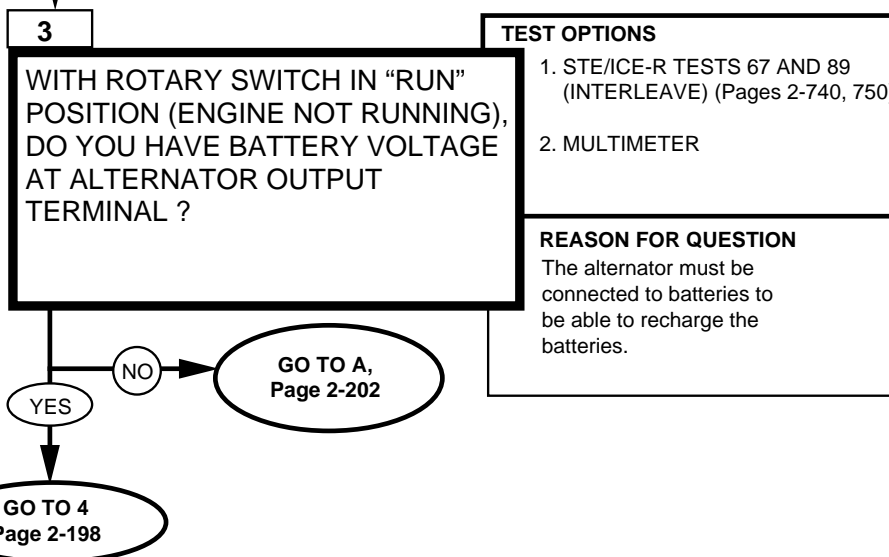 3
WITH ROTARY SWITCH IN “RUN”
POSITION (ENGINE NOT RUNNING),
DO YOU HAVE BATTERY VOLTAGE
AT ALTERNATOR OUTPUT
TERMINAL ?
TEST OPTIONS
1. STE/ICE-R TESTS 67 AND 89
(INTERLEAVE) (Pages 2-740, 750
2. MULTIMETER
REASON FOR QUESTION
The alternator must be
connected to batteries to
be able to recharge the
batteries.
NO
GO TO A,
Page 2-202
YES
GO TO 4
Page 2-198